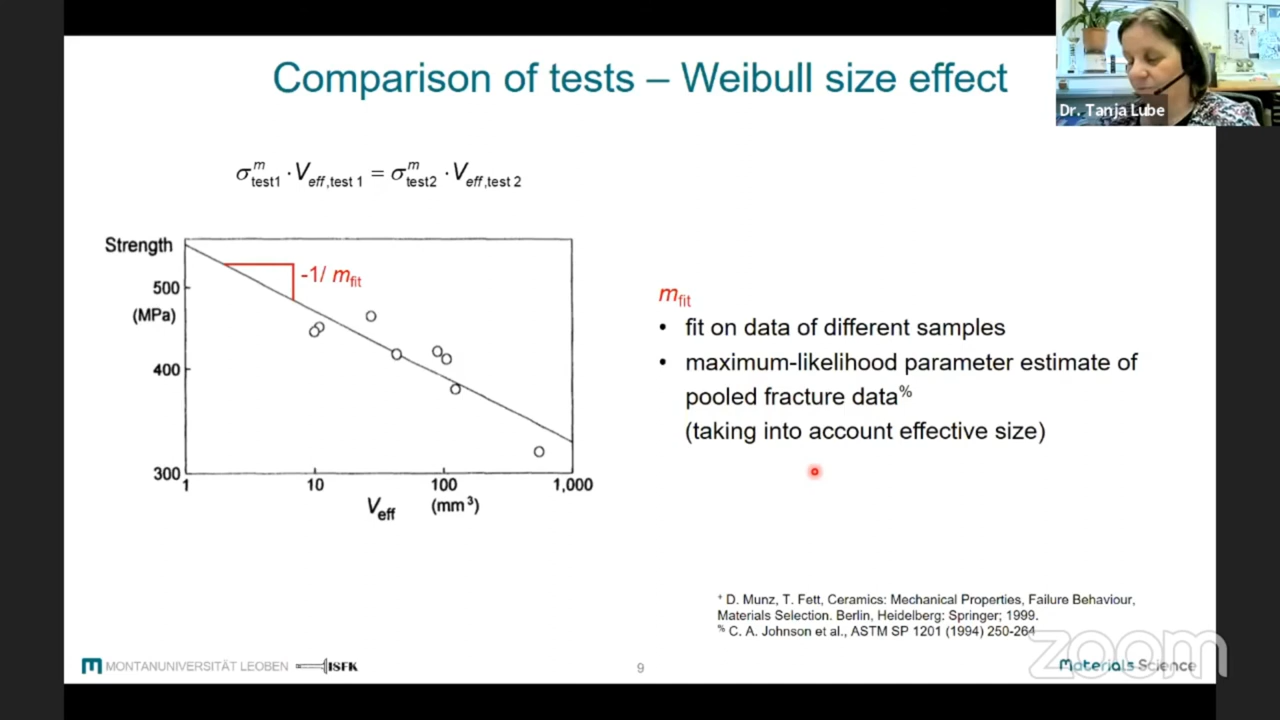 Comparison of tests – Weibull size effect
Dr. Tanja Lube
σ^m_test1 · V_eff,test 1 = σ^m_test2 · V_eff,test 2
Strength
500
(MPa)
400
300
-1/ m_fit
1 10 100 1,000
V_eff (mm³)
m_fit
• fit on data of different samples
• maximum-likelihood parameter estimate of
pooled fracture data%
(taking into account effective size)
+ D. Munz, T. Fett, Ceramics: Mechanical Properties, Failure Behaviour,
Materials Selection. Berlin, Heidelberg: Springer; 1999.
% C. A. Johnson et al., ASTM SP 1201 (1994) 250-264
MONTANUNIVERSITÄT LEOBEN ISFK
9
Materials Science
zoom